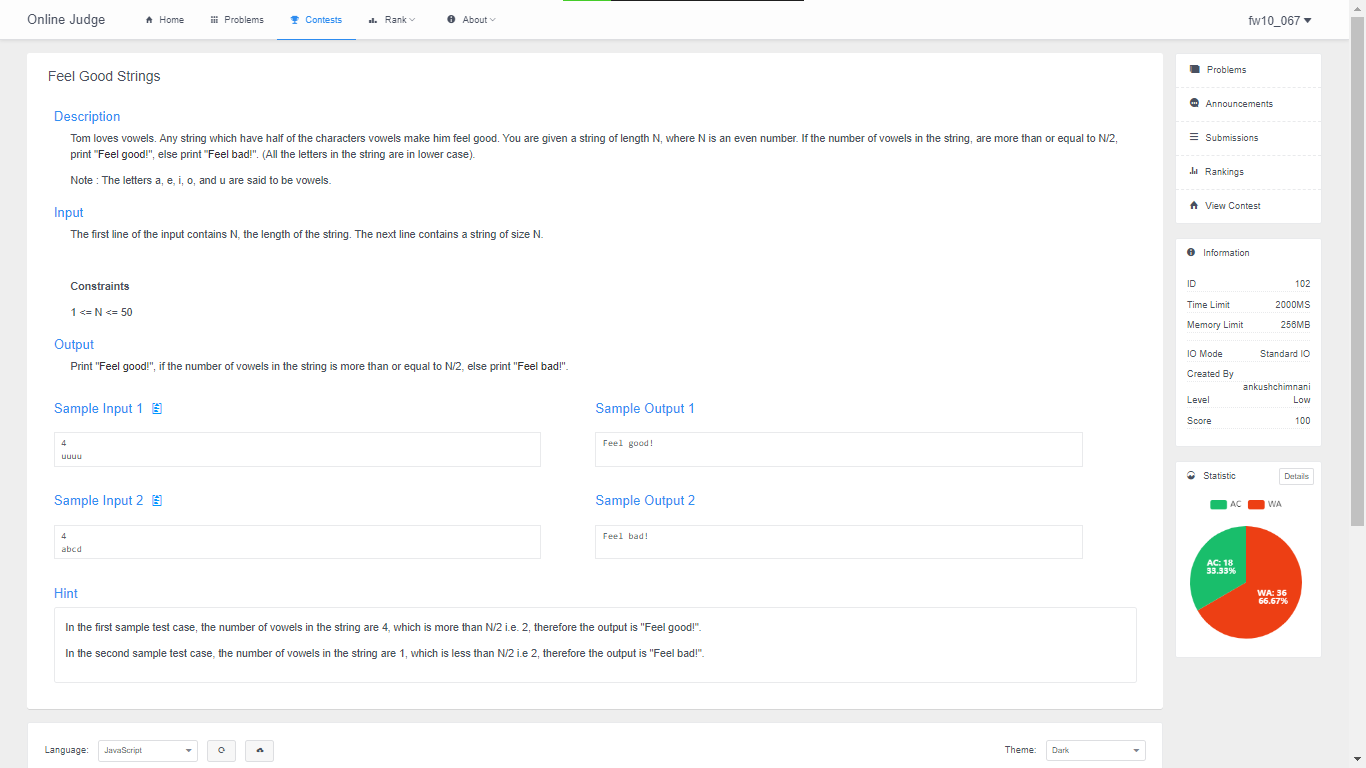 Online Judge
Home
Problems
Contests
Rank
About
fw10_067
Feel Good Strings
Description
Tom loves vowels. Any string which have half of the characters vowels make him feel good. You are given a string of length N, where N is an even number. If the number of vowels in the string, are more than or equal to N/2,
print "Feel good!", else print "Feel bad!". (All the letters in the string are in lower case).
Note : The letters a, e, i, o, and u are said to be vowels.
Input
The first line of the input contains N, the length of the string. The next line contains a string of size N.
Constraints
1 <= N <= 50
Output
Print "Feel good!", if the number of vowels in the string is more than or equal to N/2, else print "Feel bad!".
Sample Input 1
Sample Output 1
4
uuuu
Feel good!
Sample Input 2
Sample Output 2
4
abcd
Feel bad!
Hint
In the first sample test case, the number of vowels in the string are 4, which is more than N/2 i.e. 2, therefore the output is "Feel good!".
In the second sample test case, the number of vowels in the string are 1, which is less than N/2 i.e 2, therefore the output is "Feel bad!".
Language:
JavaScript
Theme:
Dark
Problems
Announcements
Submissions
Rankings
View Contest
Information
ID 102
Time Limit 2000MS
Memory Limit 256MB
IO Mode Standard IO
Created By
ankushchimnani
Level Low
Score 100
Statistic
Details
AC WA
AC: 18
33.33%
WA: 36
66.67%